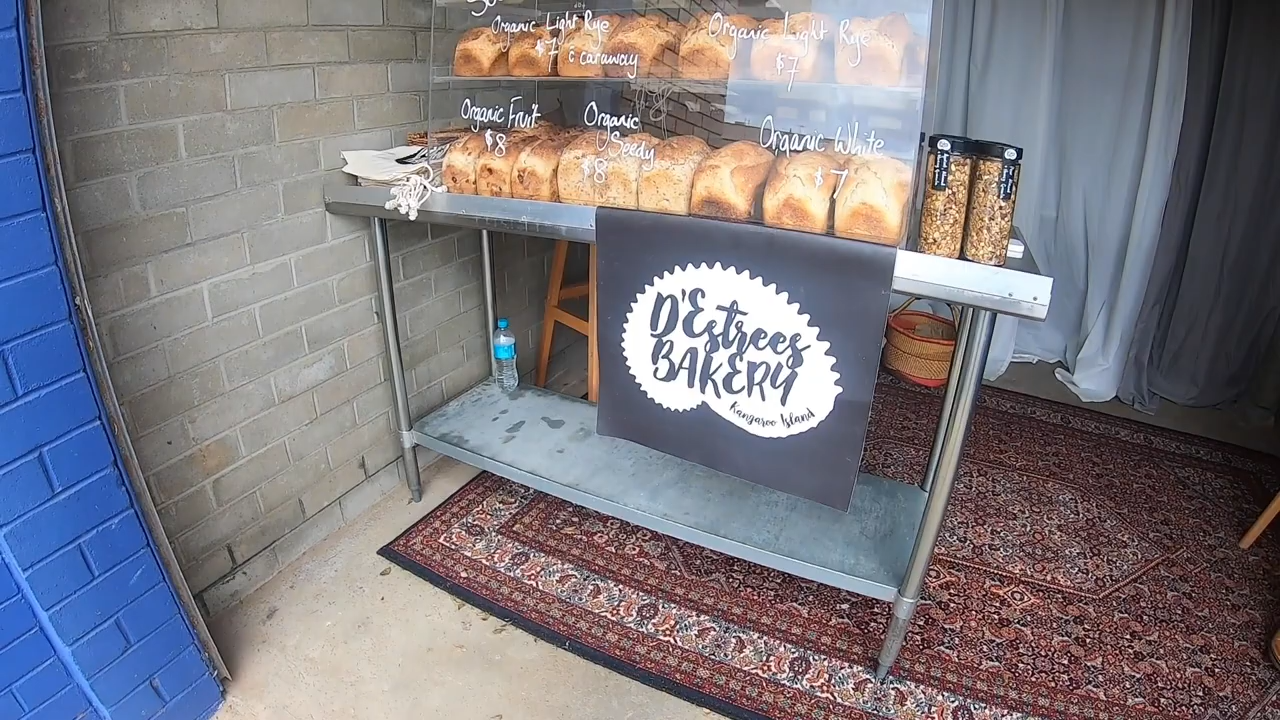 Organic Light Rye
$7
& caraway
Organic Light Rye
$7
Organic Fruit
$8
Organic
Seedy
$8
Organic White
$7
D'Estrees
BAKERY
Kangaroo Island